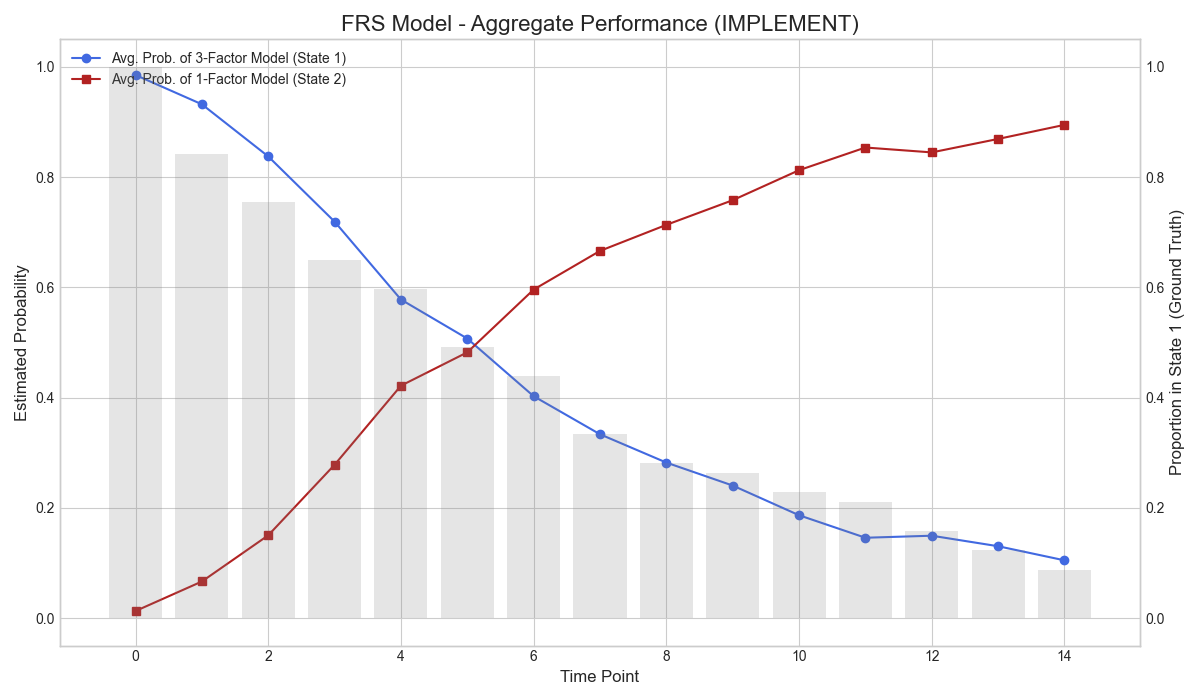 FRS Model - Aggregate Performance (IMPLEMENT)
Avg. Prob. of 3-Factor Model (State 1)
Avg. Prob. of 1-Factor Model (State 2)
Estimated Probability
1.0
0.8
0.6
0.4
0.2
0.0
1.0
0.8
0.6
0.4
0.2
0.0
Proportion in State 1 (Ground Truth)
0 2 4 6 8 10 12 14
Time Point